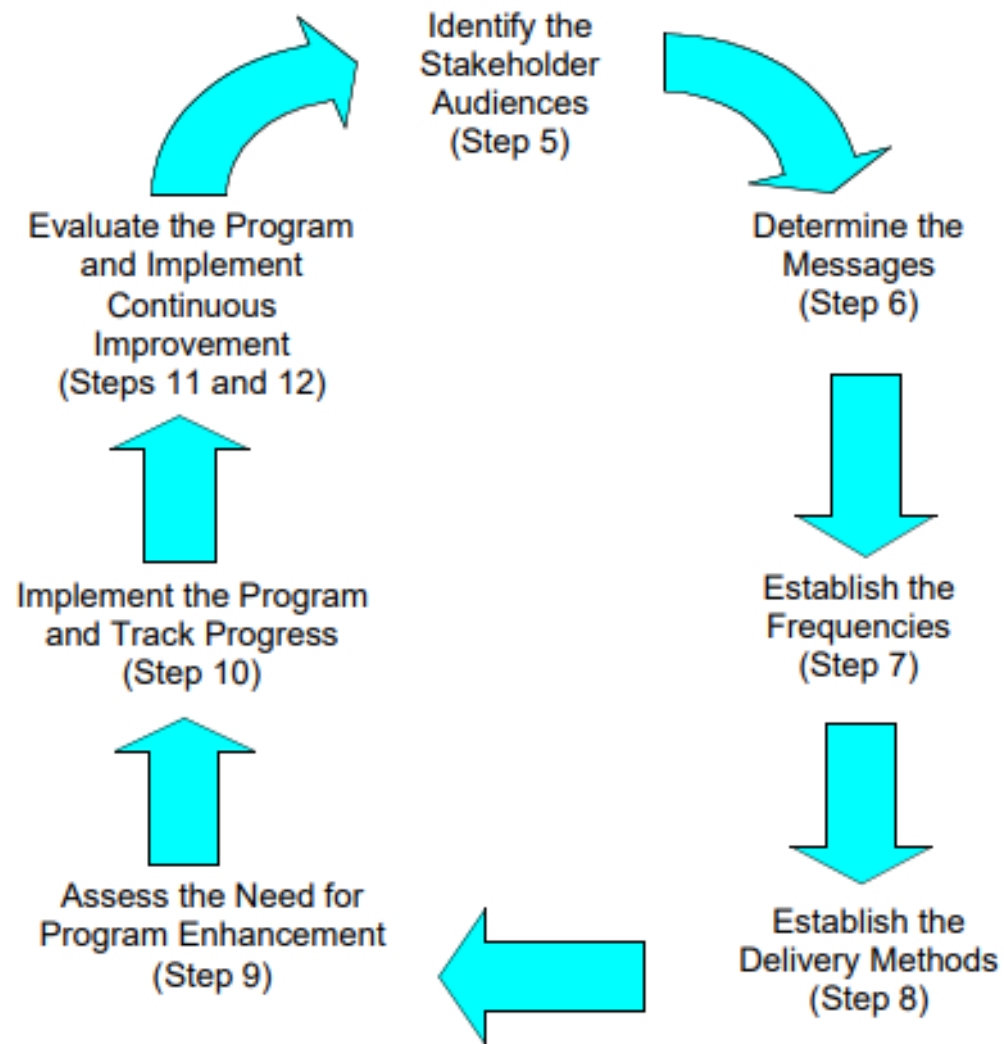 Identify the
Stakeholder
Audiences
(Step 5)
Determine the
Messages
(Step 6)
Establish the
Frequencies
(Step 7)
Establish the
Delivery Methods
(Step 8)
Assess the Need for
Program Enhancement
(Step 9)
Implement the Program
and Track Progress
(Step 10)
Evaluate the Program
and Implement
Continuous
Improvement
(Steps 11 and 12)